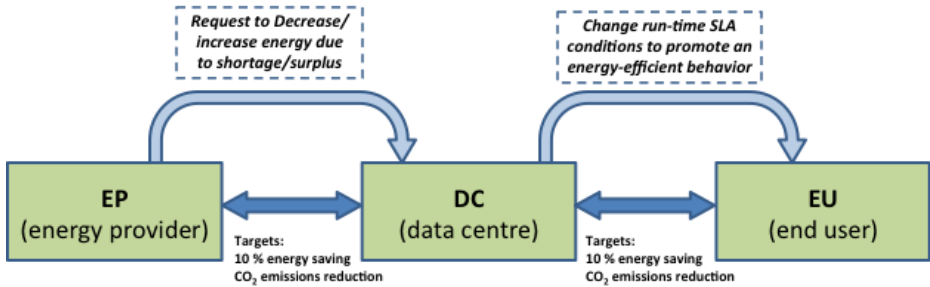 Request to Decrease/
increase energy due
to shortage/surplus
Change run-time SLA
conditions to promote an
energy-efficient behavior
EP
(energy provider)
DC
(data centre)
EU
(end user)
Targets:
10 % energy saving
CO₂ emissions reduction
Targets:
10 % energy saving
CO₂ emissions reduction